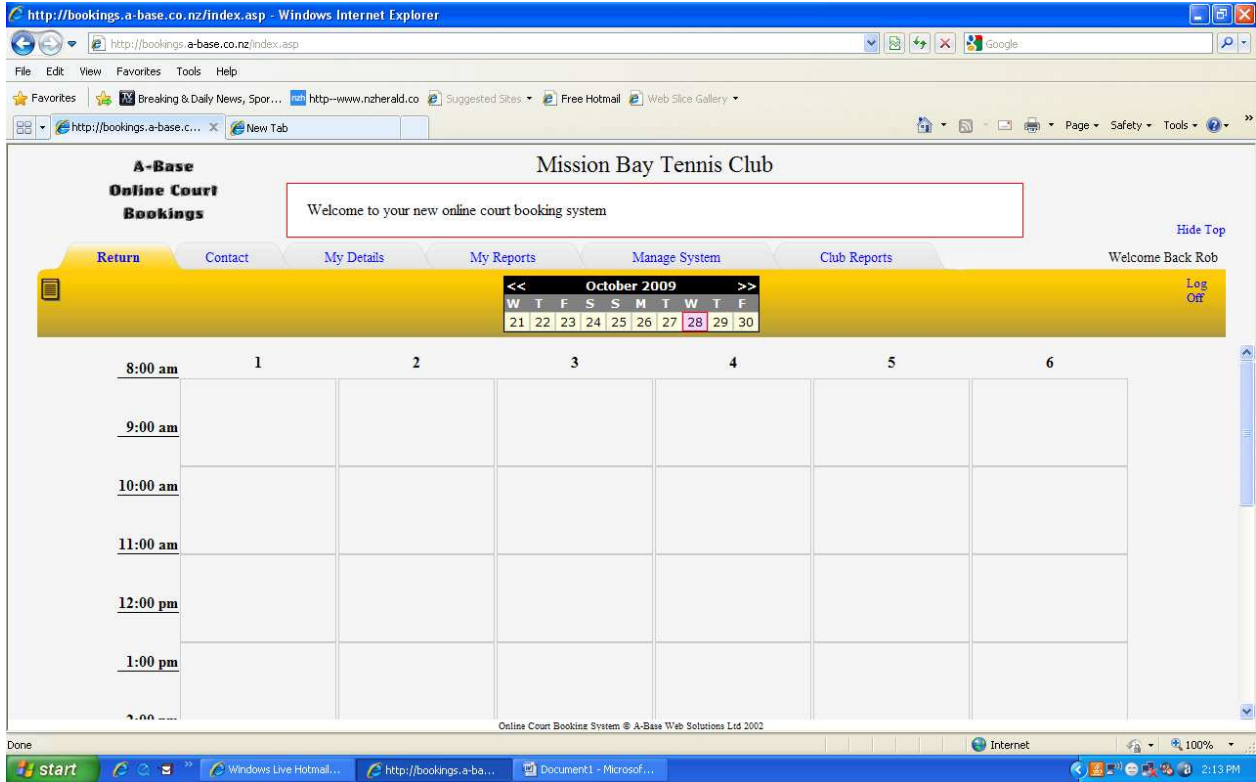 http://bookings.a-base.co.nz/index.asp - Windows Internet Explorer
http://bookings.a-base.co.nz/index.asp
Google
File Edit View Favorites Tools Help
Favorites Breaking & Daily News, Spor... http--www.nzherald.co Suggested Sites Free Hotmail Web Slice Gallery
http://bookings.a-base.c... New Tab
Page Safety Tools
A-Base
Online Court
Bookings
Mission Bay Tennis Club
Welcome to your new online court booking system
Hide Top
Return Contact My Details My Reports Manage System Club Reports Welcome Back Rob
Log
Off
<< October 2009 >>
W T F S S M T W T F
21 22 23 24 25 26 27 28 29 30
1 2 3 4 5 6
8:00 am
9:00 am
10:00 am
11:00 am
12:00 pm
1:00 pm
Online Court Booking System © A-Base Web Solutions Ltd 2002
Done Internet 100%
start Windows Live Hotmail... http://bookings.a-ba... Document1 - Microsof... 2:13 PM